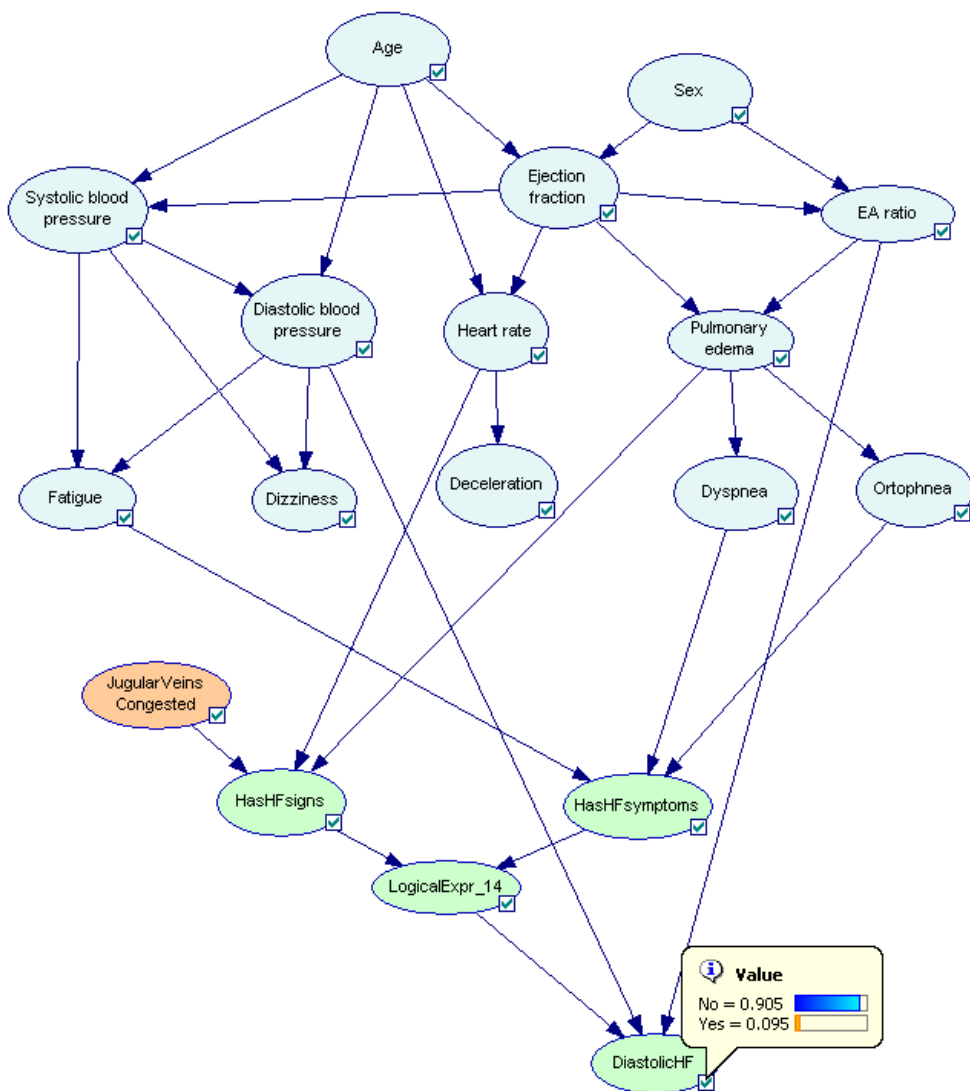 Age
Sex
Systolic blood
pressure
Ejection
fraction
EA ratio
Diastolic blood
pressure
Heart rate
Pulmonary
edema
Fatigue
Dizziness
Deceleration
Dyspnea
Ortophnea
JugularVeins
Congested
HasHFsigns
HasHFsymptoms
LogicalExpr_14
Value
No = 0.905
Yes = 0.095
DiastolicHF